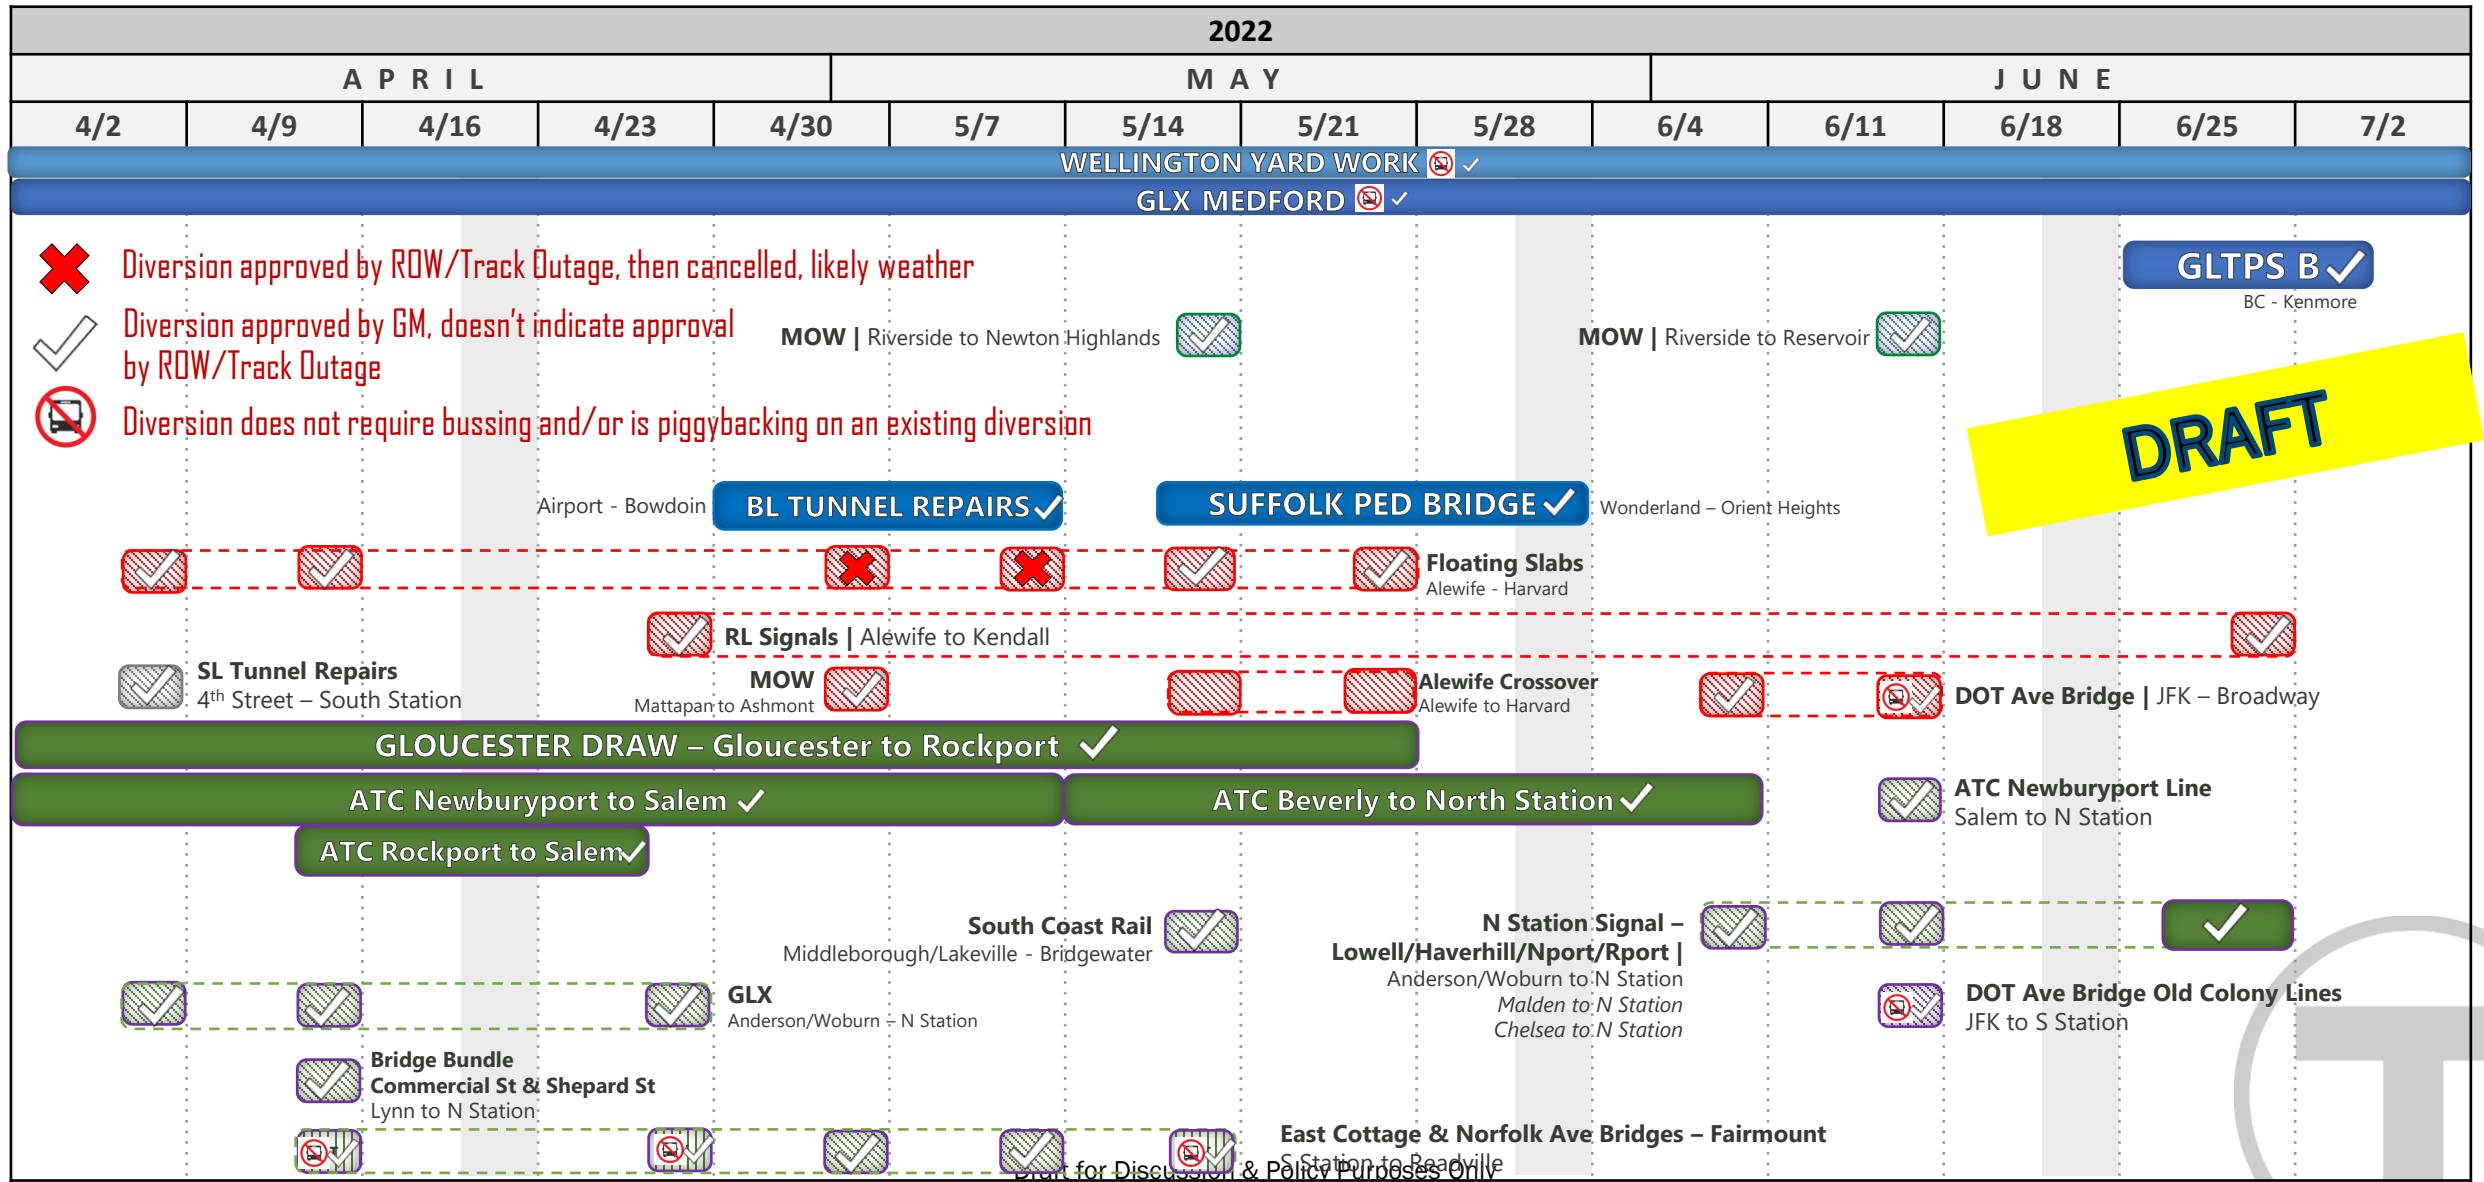 2022
APRIL MAY JUNE
4/2 4/9 4/16 4/23 4/30 5/7 5/14 5/21 5/28 6/4 6/11 6/18 6/25 7/2
WELLINGTON YARD WORK
GLX MEDFORD
Diversion approved by ROW/Track Outage, then cancelled, likely weather
GLTPS B
BC - Kenmore
Diversion approved by GM, doesn't indicate approval
by ROW/Track Outage
MOW | Riverside to Newton Highlands
MOW | Riverside to Reservoir
Diversion does not require bussing and/or is piggybacking on an existing diversion
DRAFT
Airport - Bowdoin
BL TUNNEL REPAIRS
SUFFOLK PED BRIDGE
Wonderland – Orient Heights
Floating Slabs
Alewife - Harvard
RL Signals | Alewife to Kendall
SL Tunnel Repairs
4th Street – South Station
MOW
Mattapan to Ashmont
Alewife Crossover
Alewife to Harvard
DOT Ave Bridge | JFK – Broadway
GLOUCESTER DRAW – Gloucester to Rockport
ATC Newburyport to Salem
ATC Beverly to North Station
ATC Newburyport Line
Salem to N Station
ATC Rockport to Salem
South Coast Rail
Middleborough/Lakeville - Bridgewater
N Station Signal –
Lowell/Haverhill/Nport/Rport |
Anderson/Woburn to N Station
Malden to N Station
Chelsea to N Station
GLX
Anderson/Woburn – N Station
DOT Ave Bridge Old Colony Lines
JFK to S Station
Bridge Bundle
Commercial St & Shepard St
Lynn to N Station
East Cottage & Norfolk Ave Bridges – Fairmount
S Station to Readville
Draft for Discussion & Policy Purposes Only
T